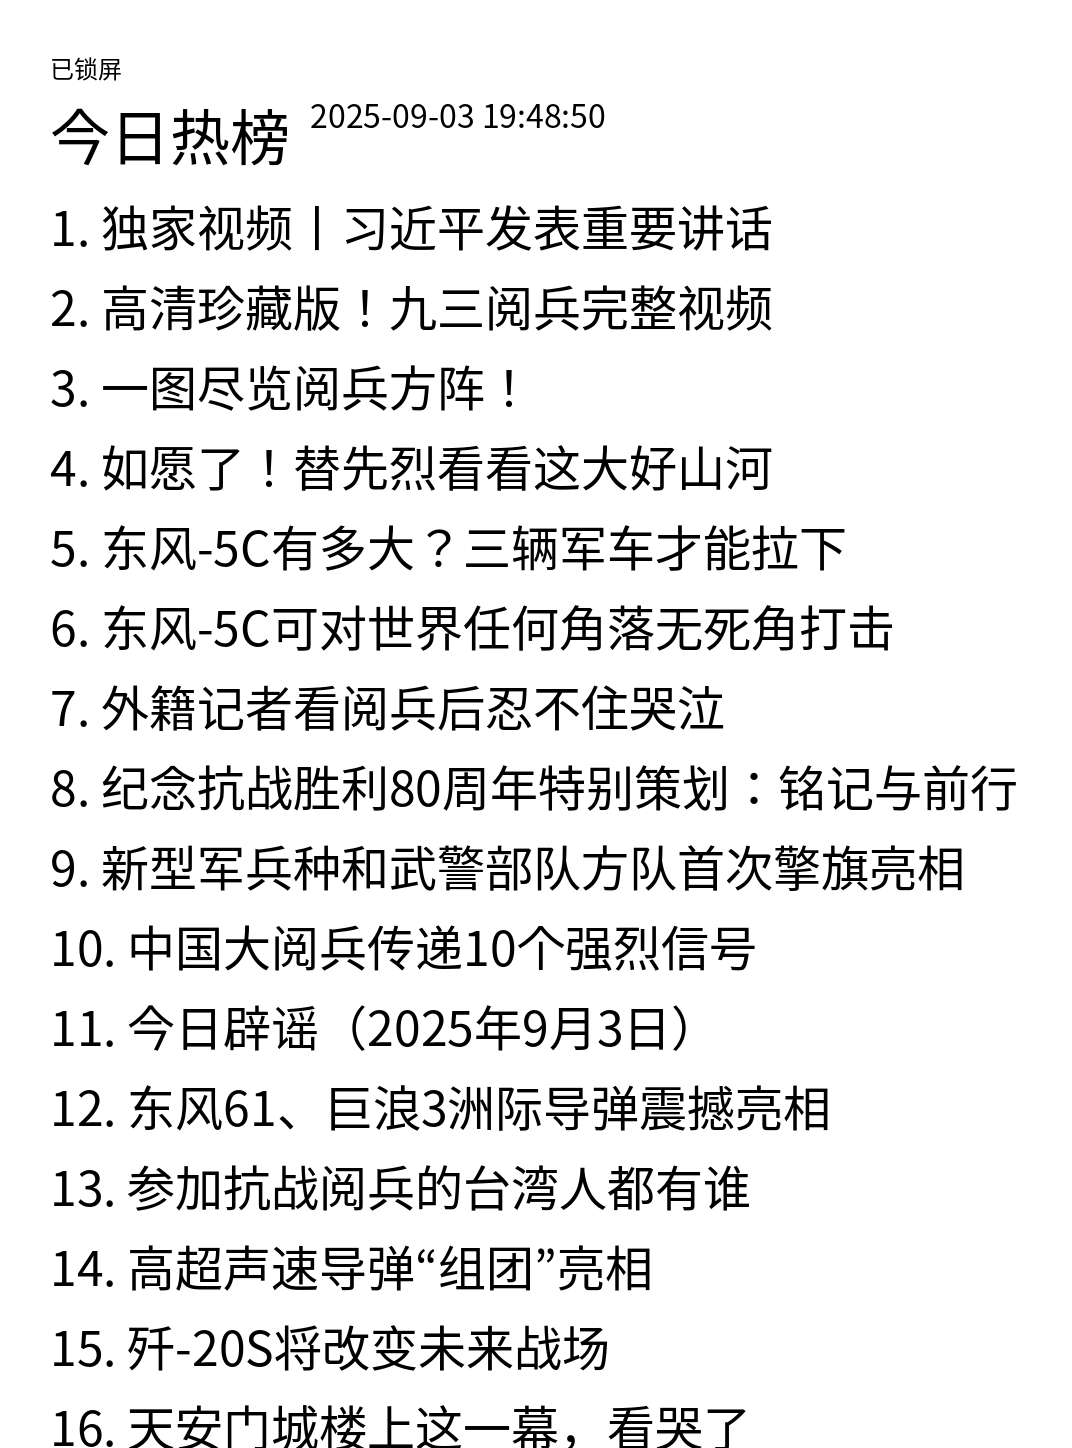 已锁屏
今日热榜 2025-09-03 19:48:50
1. 独家视频丨习近平发表重要讲话
2. 高清珍藏版！九三阅兵完整视频
3. 一图尽览阅兵方阵！
4. 如愿了！替先烈看看这大好山河
5. 东风-5C有多大？三辆军车才能拉下
6. 东风-5C可对世界任何角落无死角打击
7. 外籍记者看阅兵后忍不住哭泣
8. 纪念抗战胜利80周年特别策划：铭记与前行
9. 新型军兵种和武警部队方队首次擎旗亮相
10. 中国大阅兵传递10个强烈信号
11. 今日辟谣（2025年9月3日）
12. 东风61、巨浪3洲际导弹震撼亮相
13. 参加抗战阅兵的台湾人都有谁
14. 高超声速导弹“组团”亮相
15. 歼-20S将改变未来战场
16. 天安门城楼上这一幕，看哭了